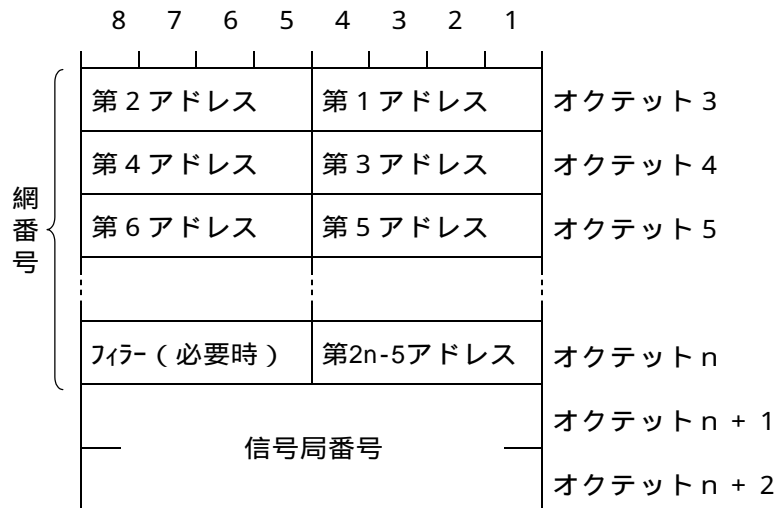 8 7 6 5 4 3 2 1
第2アドレス 第1アドレス オクテット3
第4アドレス 第3アドレス オクテット4
網番号
第6アドレス 第5アドレス オクテット5
フィラー(必要時) 第2n-5アドレス オクテットn
オクテットn + 1
信号局番号
オクテットn + 2